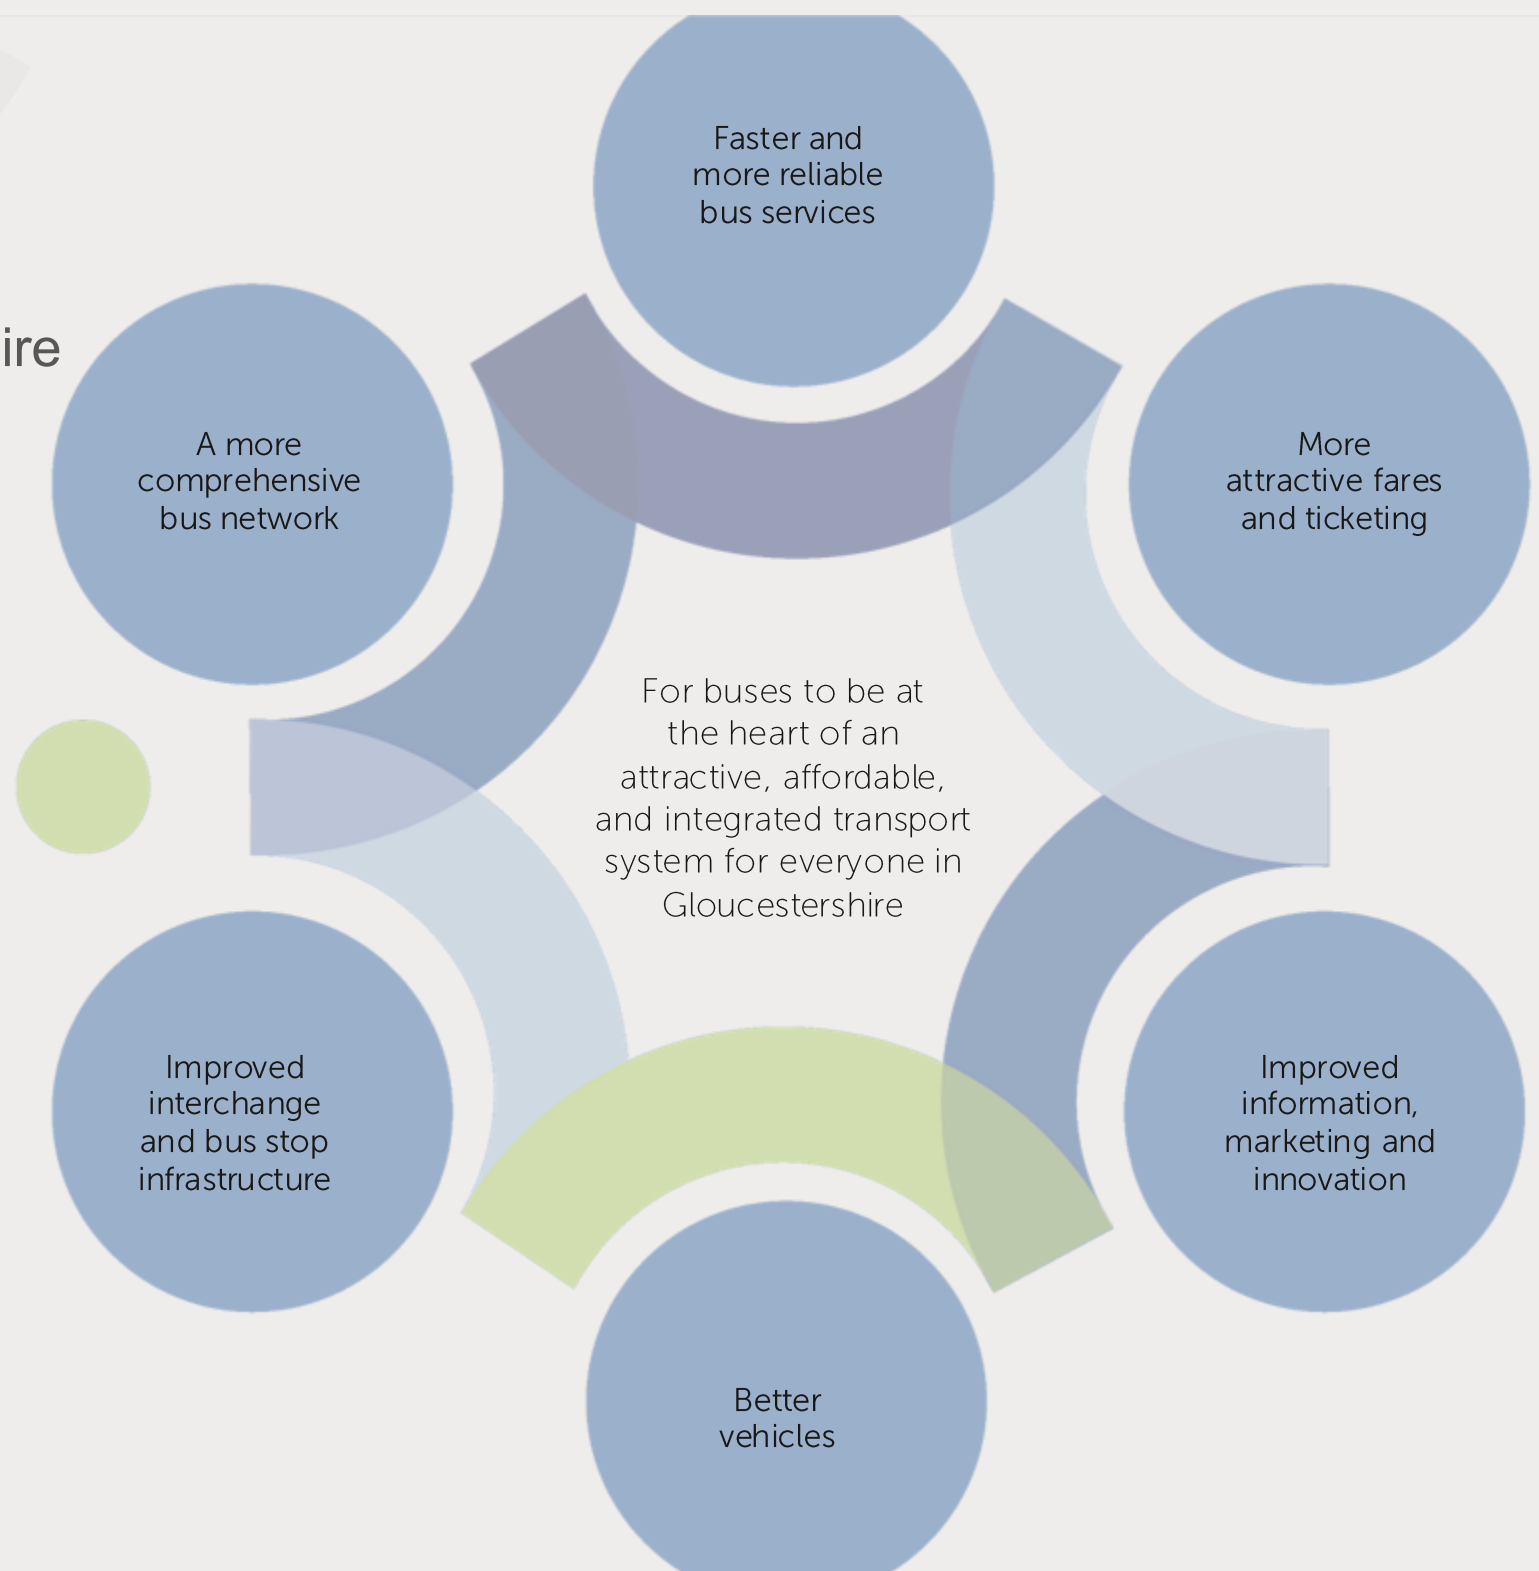 Faster and
more reliable
bus services
ire
A more
comprehensive
bus network
More
attractive fares
and ticketing
For buses to be at
the heart of an
attractive, affordable,
and integrated transport
system for everyone in
Gloucestershire
Improved
interchange
and bus stop
infrastructure
Improved
information,
marketing and
innovation
Better
vehicles